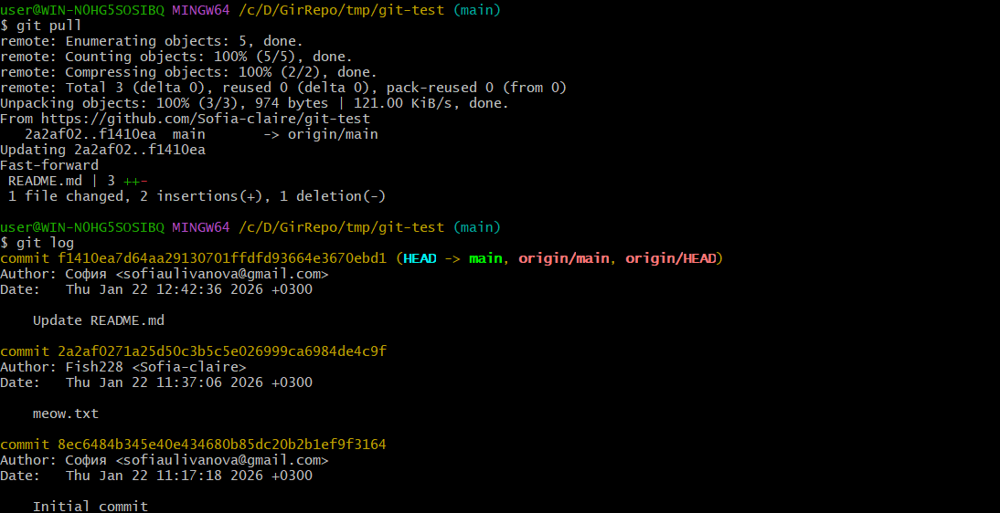 user@WIN-NOHG5SOSIBQ MINGW64 /c/D/GirRepo/tmp/git-test (main)
$ git pull
remote: Enumerating objects: 5, done.
remote: Counting objects: 100% (5/5), done.
remote: Compressing objects: 100% (2/2), done.
remote: Total 3 (delta 0), reused 0 (delta 0), pack-reused 0 (from 0)
Unpacking objects: 100% (3/3), 974 bytes | 121.00 KiB/s, done.
From https://github.com/Sofia-claire/git-test
   2a2af02..f1410ea  main       -> origin/main
Updating 2a2af02..f1410ea
Fast-forward
 README.md | 3 ++-
 1 file changed, 2 insertions(+), 1 deletion(-)
user@WIN-NOHG5SOSIBQ MINGW64 /c/D/GirRepo/tmp/git-test (main)
$ git log
commit f1410ea7d64aa29130701ffdfd93664e3670ebd1 (HEAD -> main, origin/main, origin/HEAD)
Author: София <sofiaulivanova@gmail.com>
Date:   Thu Jan 22 12:42:36 2026 +0300
    Update README.md
commit 2a2af0271a25d50c3b5c5e026999ca6984de4c9f
Author: Fish228 <Sofia-claire>
Date:   Thu Jan 22 11:37:06 2026 +0300
    meow.txt
commit 8ec6484b345e40e434680b85dc20b2b1ef9f3164
Author: София <sofiaulivanova@gmail.com>
Date:   Thu Jan 22 11:17:18 2026 +0300
    Initial commit